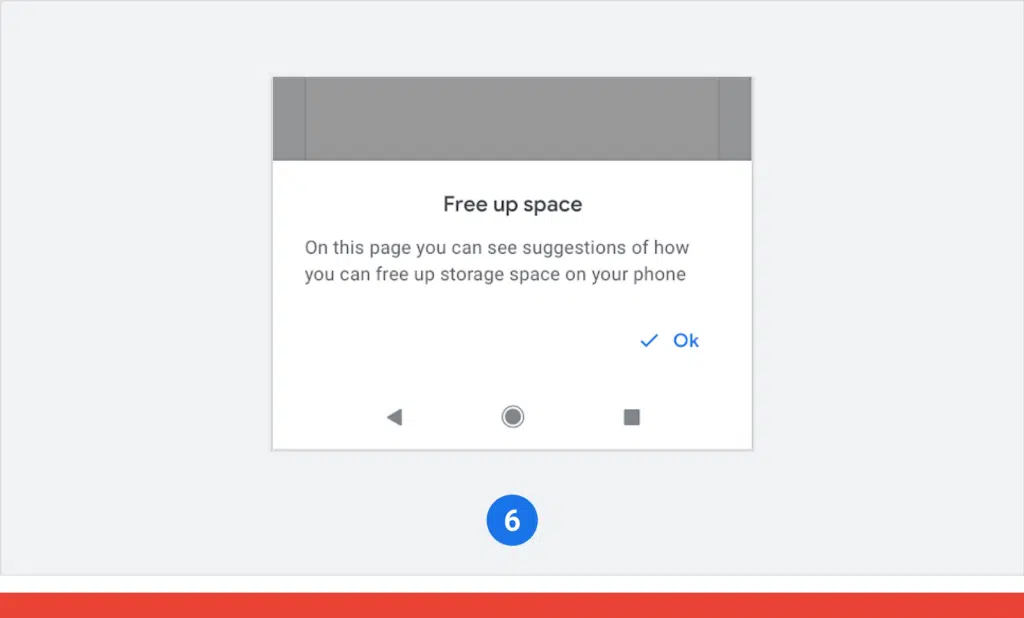 Free up space
On this page you can see suggestions of how
you can free up storage space on your phone
Ok
6